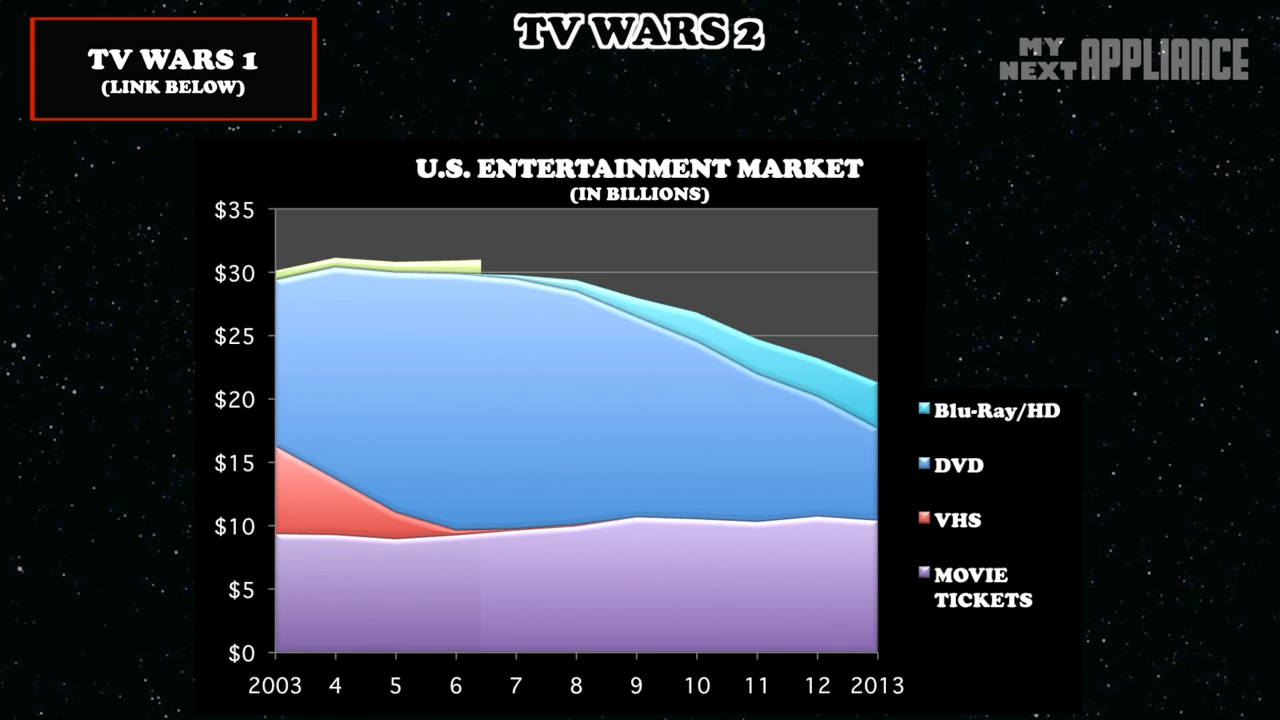 TV WARS 1
(LINK BELOW)
TV WARS 2
MY
NEXT APPLIANCE
U.S. ENTERTAINMENT MARKET
(IN BILLIONS)
$35
$30
$25
$20
$15
$10
$5
$0
2003 4 5 6 7 8 9 10 11 12 2013
Blu-Ray/HD
DVD
VHS
MOVIE
TICKETS